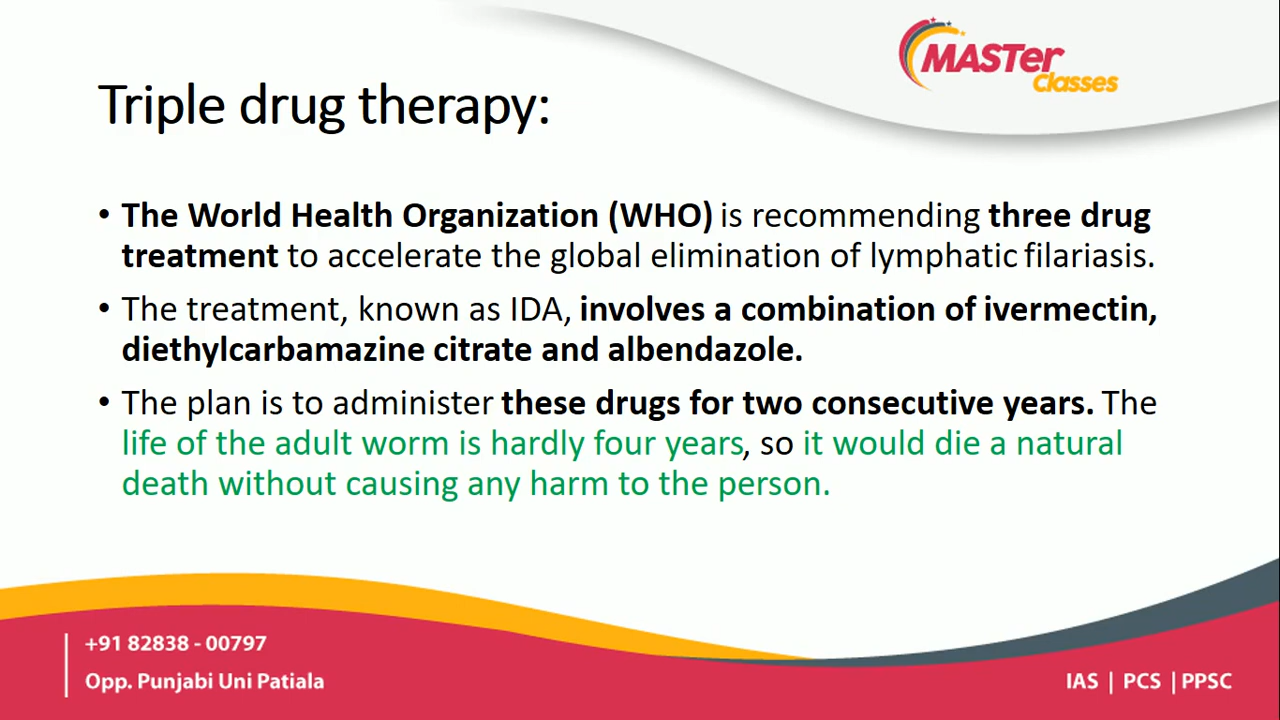 MASTer
Classes
Triple drug therapy:
• The World Health Organization (WHO) is recommending three drug
treatment to accelerate the global elimination of lymphatic filariasis.
• The treatment, known as IDA, involves a combination of ivermectin,
diethylcarbamazine citrate and albendazole.
• The plan is to administer these drugs for two consecutive years. The
life of the adult worm is hardly four years, so it would die a natural
death without causing any harm to the person.
+91 82838 - 00797
Opp. Punjabi Uni Patiala
IAS | PCS | PPSC